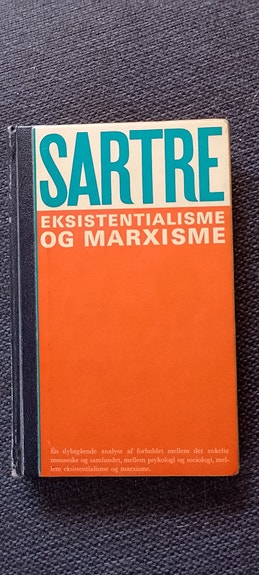 SARTRE
EKSISTENTIALISME
OG MARXISME
En dybtgående analyse af forholdet mellem det enkelte
menneske og samfundet, mellem psykologi og sociologi, mel-
lem eksistentialisme og marxisme.